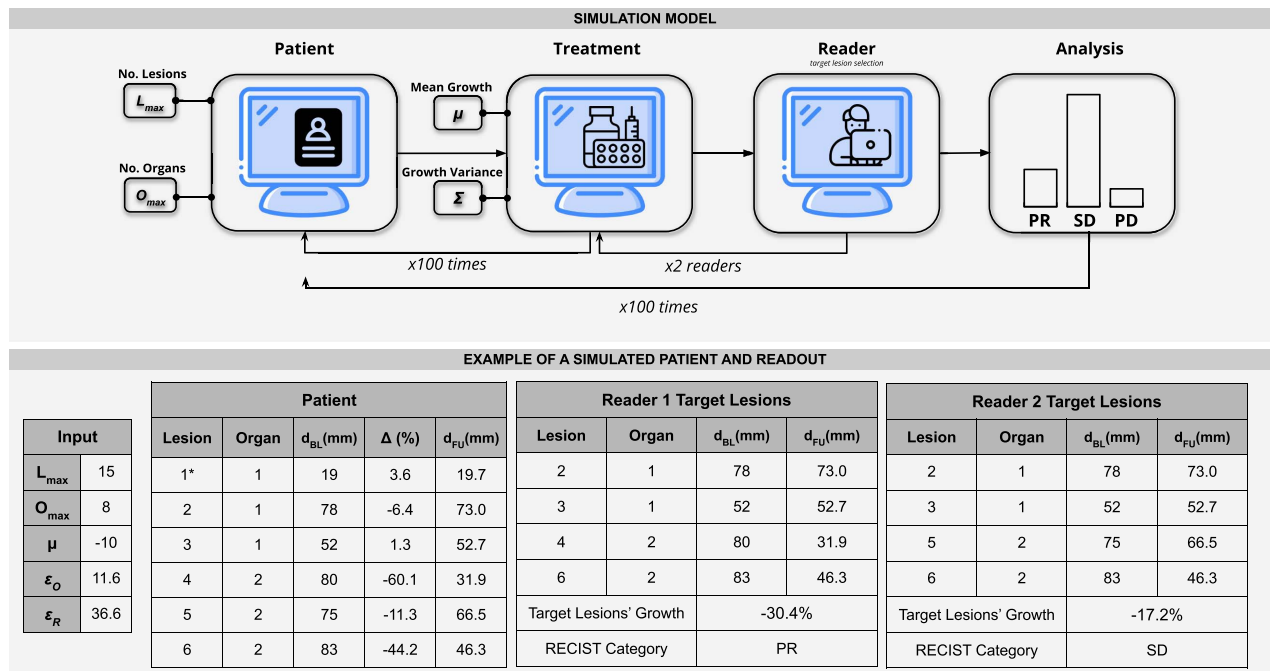 SIMULATION MODEL
Patient
Treatment
Reader
target lesion selection
Analysis
No. Lesions
Lmax
No. Organs
Omax
Mean Growth
μ
Growth Variance
Σ
PR SD PD
x100 times
x2 readers
x100 times
EXAMPLE OF A SIMULATED PATIENT AND READOUT
Input
Lmax 15
Omax 8
μ -10
εO 11.6
εR 36.6
Patient
Lesion Organ dBL(mm) Δ (%) dFU(mm)
1* 1 19 3.6 19.7
2 1 78 -6.4 73.0
3 1 52 1.3 52.7
4 2 80 -60.1 31.9
5 2 75 -11.3 66.5
6 2 83 -44.2 46.3
Reader 1 Target Lesions
Lesion Organ dBL(mm) dFU(mm)
2 1 78 73.0
3 1 52 52.7
4 2 80 31.9
6 2 83 46.3
Target Lesions' Growth -30.4%
RECIST Category PR
Reader 2 Target Lesions
Lesion Organ dBL(mm) dFU(mm)
2 1 78 73.0
3 1 52 52.7
5 2 75 66.5
6 2 83 46.3
Target Lesions' Growth -17.2%
RECIST Category SD